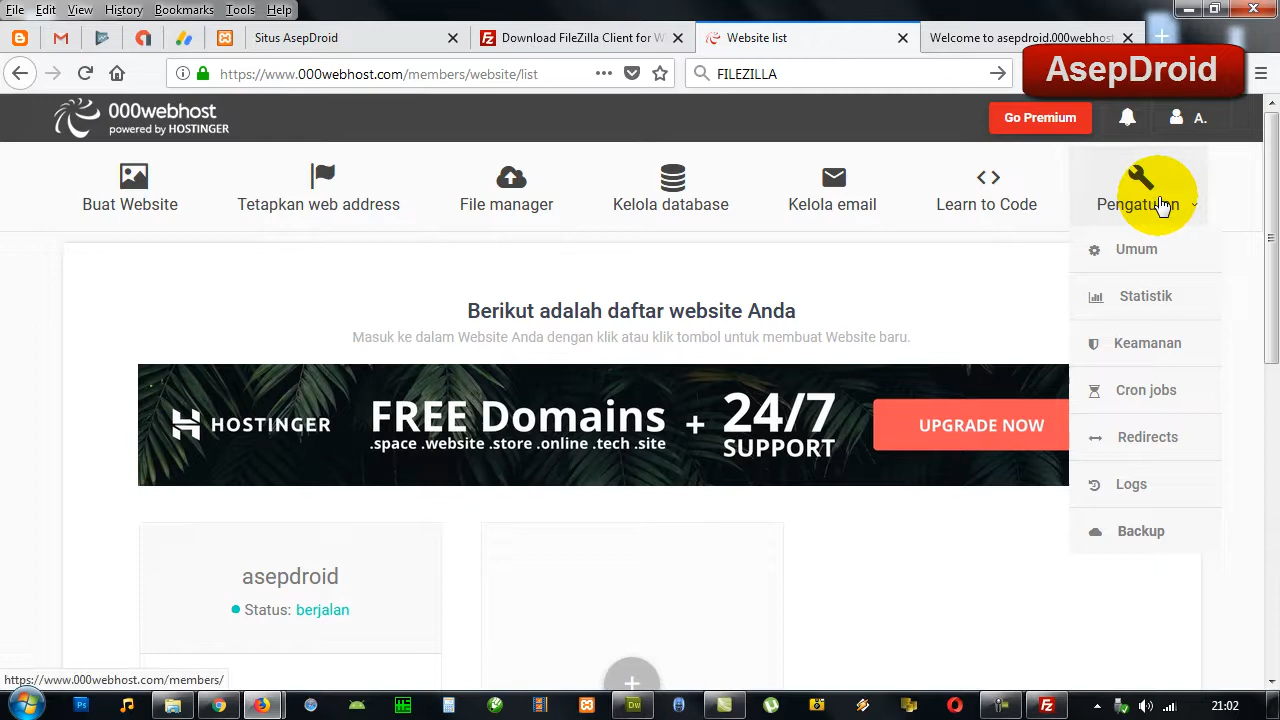 File Edit View History Bookmarks Tools Help
Situs AsepDroid
Download FileZilla Client for W
Website list
Welcome to asepdroid.000webhost.
https://www.000webhost.com/members/website/list
FILEZILLA
AsepDroid
000webhost
powered by HOSTINGER
Go Premium
A.
Buat Website
Tetapkan web address
File manager
Kelola database
Kelola email
Learn to Code
Pengaturan
Umum
Statistik
Keamanan
Cron jobs
Redirects
Logs
Backup
Berikut adalah daftar website Anda
Masuk ke dalam Website Anda dengan klik atau klik tombol untuk membuat Website baru.
HOSTINGER
FREE Domains
.space .website .store .online .tech .site
+
24/7
SUPPORT
UPGRADE NOW
asepdroid
Status: berjalan
https://www.000webhost.com/members/
21:02